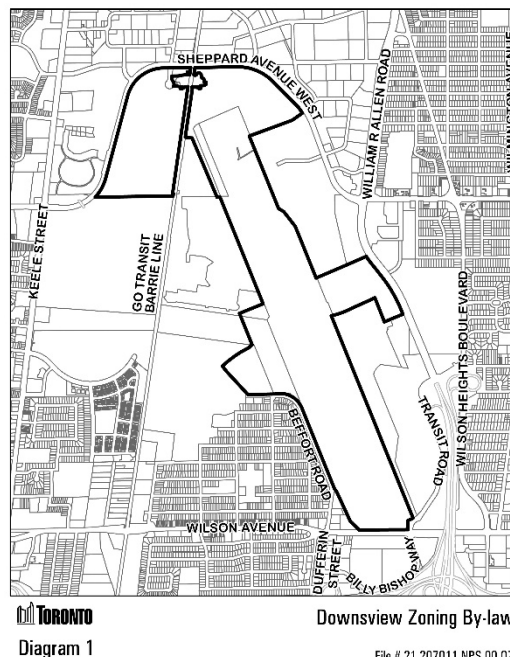 SHEPPARD AVENUE WEST
WILLIAM R ALLEN ROAD
KEELE STREET
GO TRANSIT
BARRIE LINE
WILSON HEIGHTS BOULEVARD
TRANSIT ROAD
BEFFORT ROAD
WILSON AVENUE
DUFFERIN
STREET
BILLY BISHOP WAY
TORONTO
Downsview Zoning By-law
Diagram 1